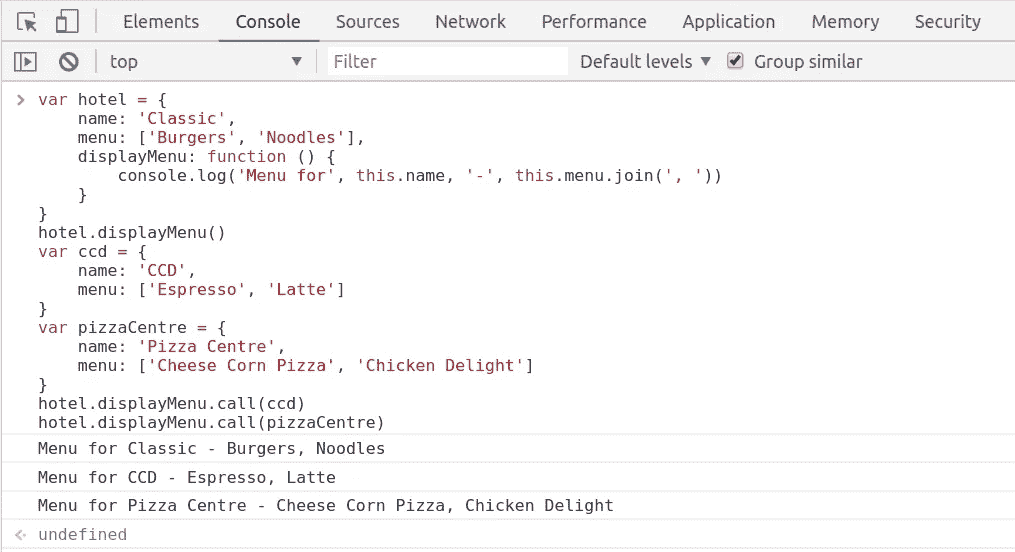 Elements Console Sources Network Performance Application Memory Security
top Filter Default levels Group similar
var hotel = {
    name: 'Classic',
    menu: ['Burgers', 'Noodles'],
    displayMenu: function () {
        console.log('Menu for', this.name, '-', this.menu.join(', '))
    }
}
hotel.displayMenu()
var ccd = {
    name: 'CCD',
    menu: ['Espresso', 'Latte']
}
var pizzaCentre = {
    name: 'Pizza Centre',
    menu: ['Cheese Corn Pizza', 'Chicken Delight']
}
hotel.displayMenu.call(ccd)
hotel.displayMenu.call(pizzaCentre)
Menu for Classic - Burgers, Noodles
Menu for CCD - Espresso, Latte
Menu for Pizza Centre - Cheese Corn Pizza, Chicken Delight
undefined